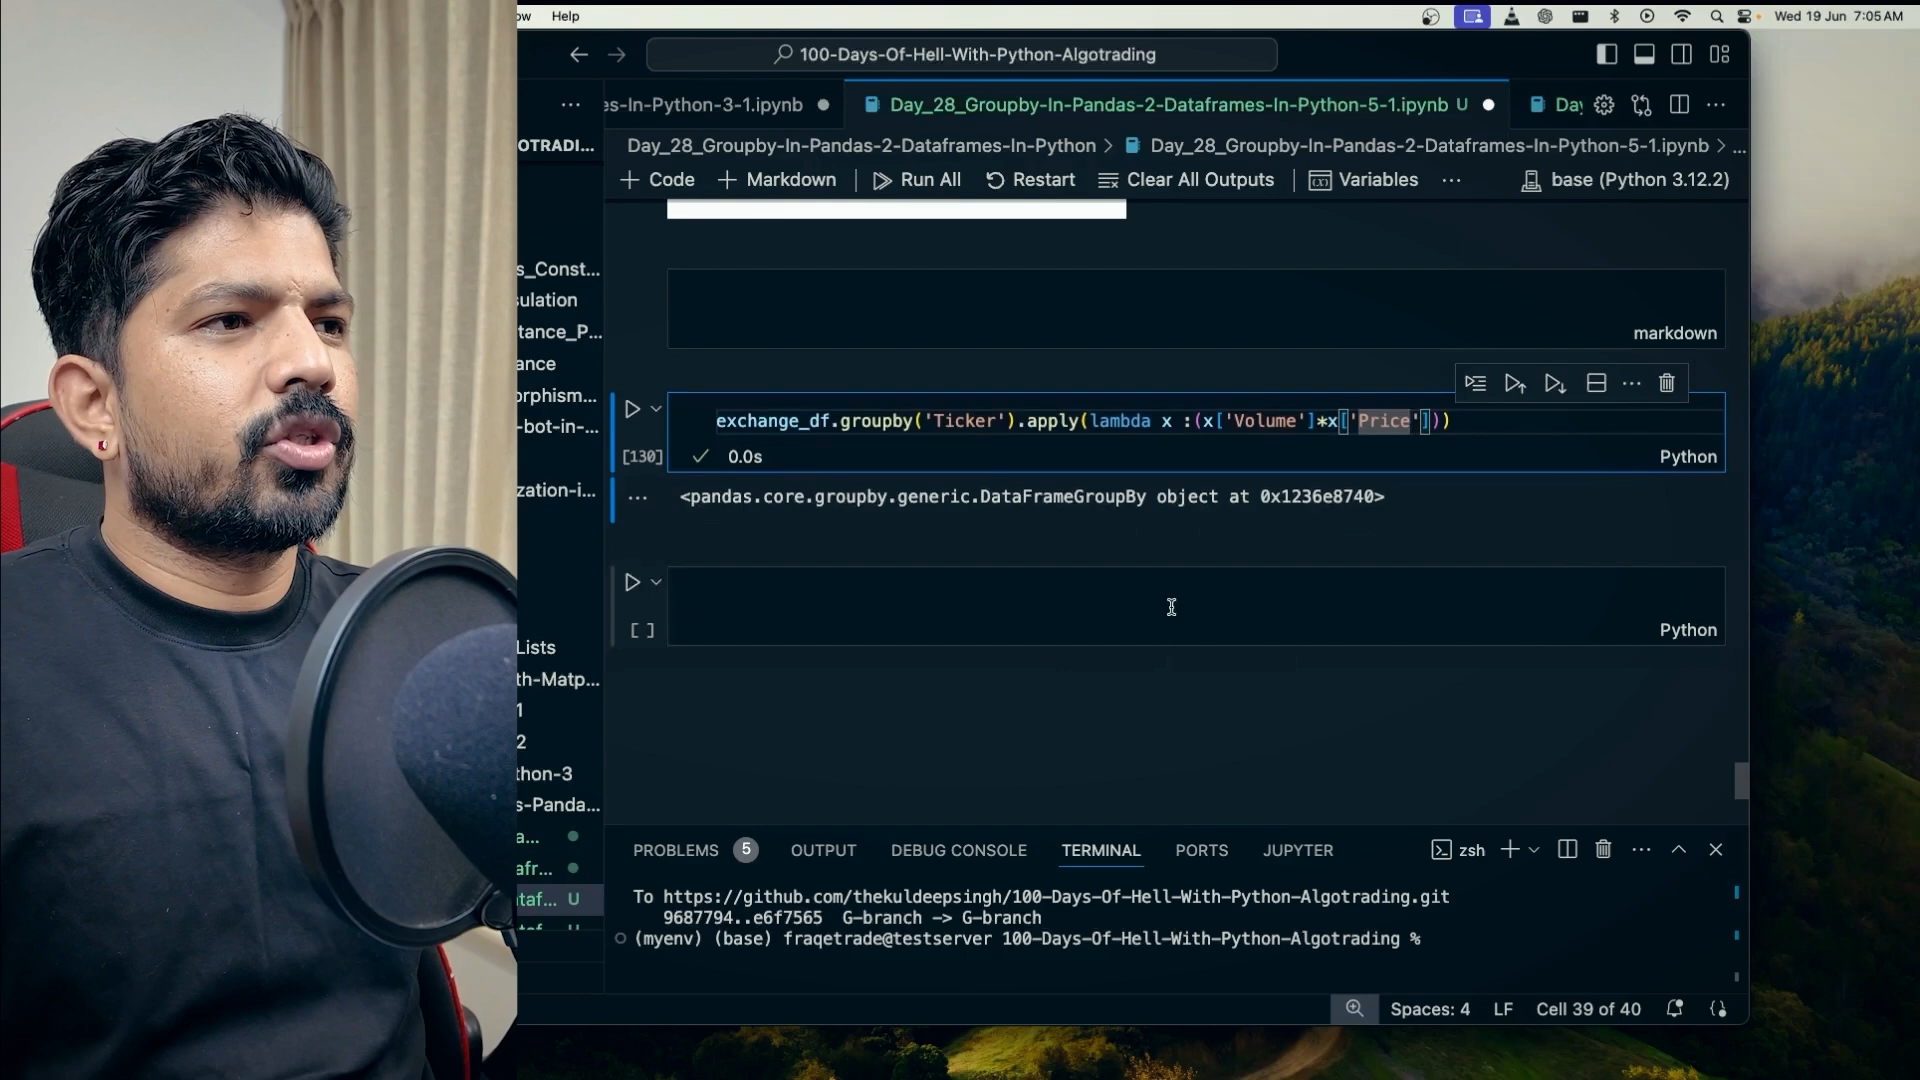 ow Help Wed 19 Jun 7:05 AM
100-Days-Of-Hell-With-Python-Algotrading
es-In-Python-3-1.ipynb Day_28_Groupby-In-Pandas-2-Dataframes-In-Python-5-1.ipynb U Day
OTRADI... Day_28_Groupby-In-Pandas-2-Dataframes-In-Python > Day_28_Groupby-In-Pandas-2-Dataframes-In-Python-5-1.ipynb > ...
+ Code + Markdown Run All Restart Clear All Outputs Variables ... base (Python 3.12.2)
s_Const...
sulation
tance_P...
ance
orphism...
-bot-in-...
zation-i...
Lists
th-Matp...
1
2
thon-3
s-Panda...
a...
afr...
taf... U
markdown
exchange_df.groupby('Ticker').apply(lambda x :(x['Volume']*x['Price']))
[130] 0.0s Python
<pandas.core.groupby.generic.DataFrameGroupBy object at 0x1236e8740>
[ ] Python
PROBLEMS 5 OUTPUT DEBUG CONSOLE TERMINAL PORTS JUPYTER zsh
To https://github.com/thekuldeepsingh/100-Days-Of-Hell-With-Python-Algotrading.git
9687794..e6f7565 G-branch -> G-branch
(myenv) (base) fraqetrade@testserver 100-Days-Of-Hell-With-Python-Algotrading %
Spaces: 4 LF Cell 39 of 40